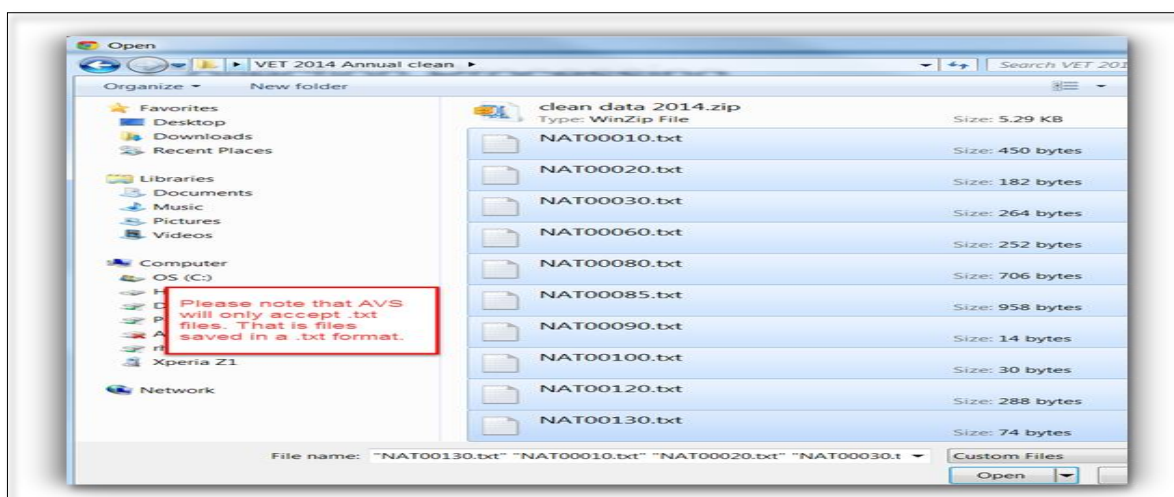 Open
VET 2014 Annual clean
Search VET 201
Organize
New folder
Favorites
Desktop
Downloads
Recent Places
Libraries
Documents
Music
Pictures
Videos
Computer
OS (C:)
H
D
P
A
rt
Xperia Z1
Network
Please note that AVS
will only accept .txt
files. That is files
saved in a .txt format.
clean data 2014.zip
Type: WinZip File
Size: 5.29 KB
NAT00010.txt
Size: 450 bytes
NAT00020.txt
Size: 182 bytes
NAT00030.txt
Size: 264 bytes
NAT00060.txt
Size: 252 bytes
NAT00080.txt
Size: 706 bytes
NAT00085.txt
Size: 958 bytes
NAT00090.txt
Size: 14 bytes
NAT00100.txt
Size: 30 bytes
NAT00120.txt
Size: 288 bytes
NAT00130.txt
Size: 74 bytes
File name: "NAT00130.txt" "NAT00010.txt" "NAT00020.txt" "NAT00030.t
Custom Files
Open